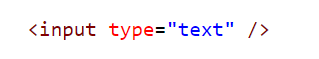 <input type="text" />